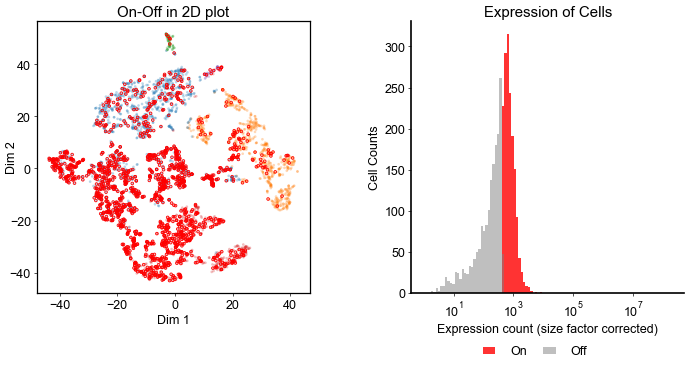 On-Off in 2D plot
Dim 2
40
20
0
−20
−40
−40 −20 0 20 40
Dim 1
Expression of Cells
Cell Counts
300
250
200
150
100
50
0
10^1 10^3 10^5 10^7
Expression count (size factor corrected)
On Off